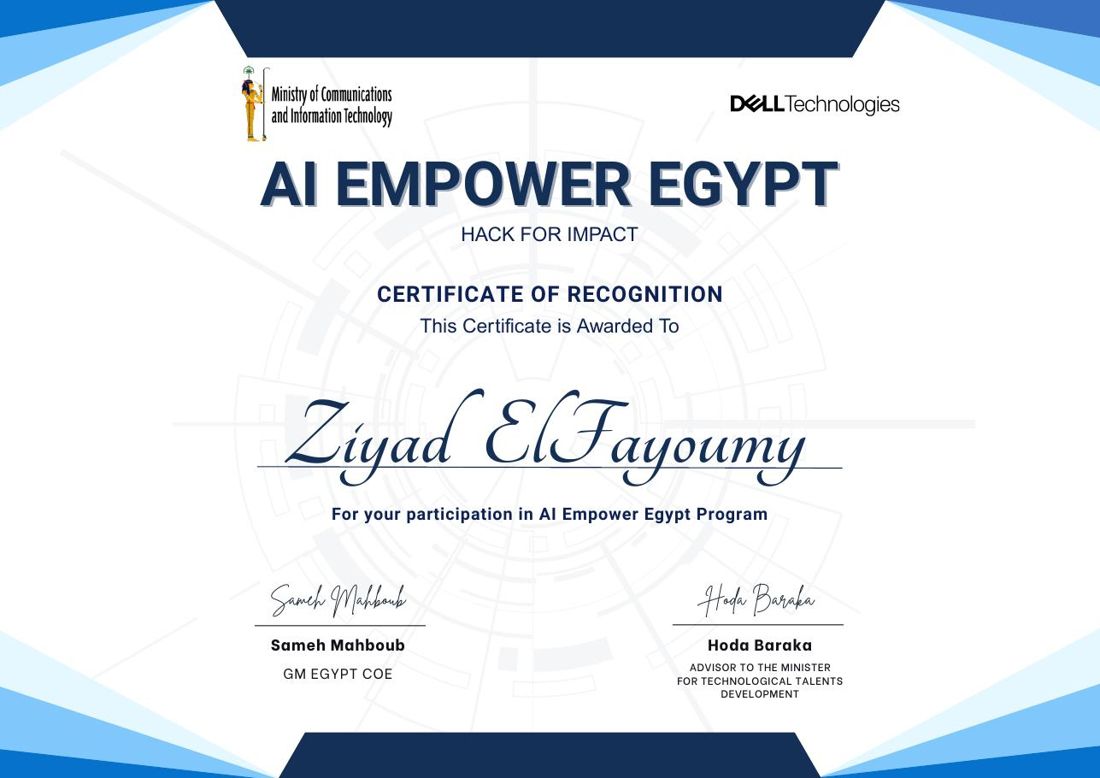 Ministry of Communications
and Information Technology
DELLTechnologies
AI EMPOWER EGYPT
HACK FOR IMPACT
CERTIFICATE OF RECOGNITION
This Certificate is Awarded To
Ziyad ElFayoumy
For your participation in AI Empower Egypt Program
Sameh Mahboub
Sameh Mahboub
GM EGYPT COE
Hoda Baraka
Hoda Baraka
ADVISOR TO THE MINISTER
FOR TECHNOLOGICAL TALENTS
DEVELOPMENT